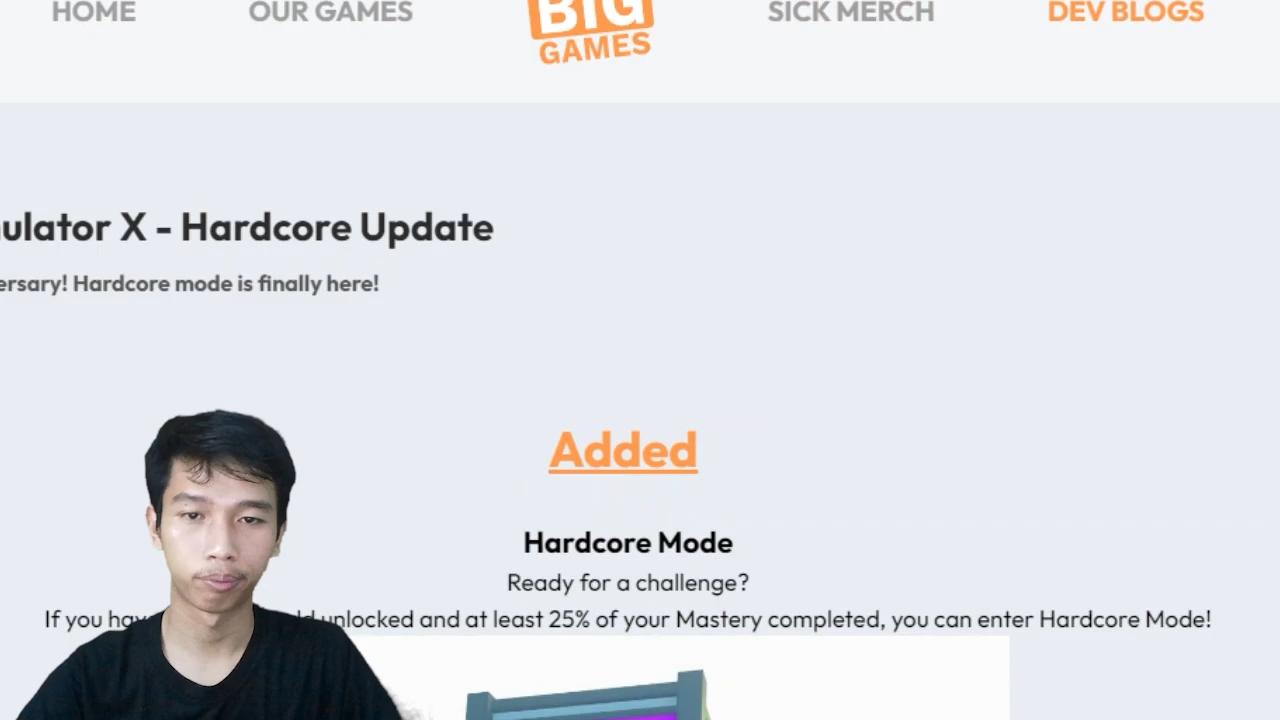 HOME OUR GAMES BIG GAMES SICK MERCH DEV BLOGS
ulator X - Hardcore Update
ersary! Hardcore mode is finally here!
Added
Hardcore Mode
Ready for a challenge?
If you unlocked and at least 25% of your Mastery completed, you can enter Hardcore Mode!